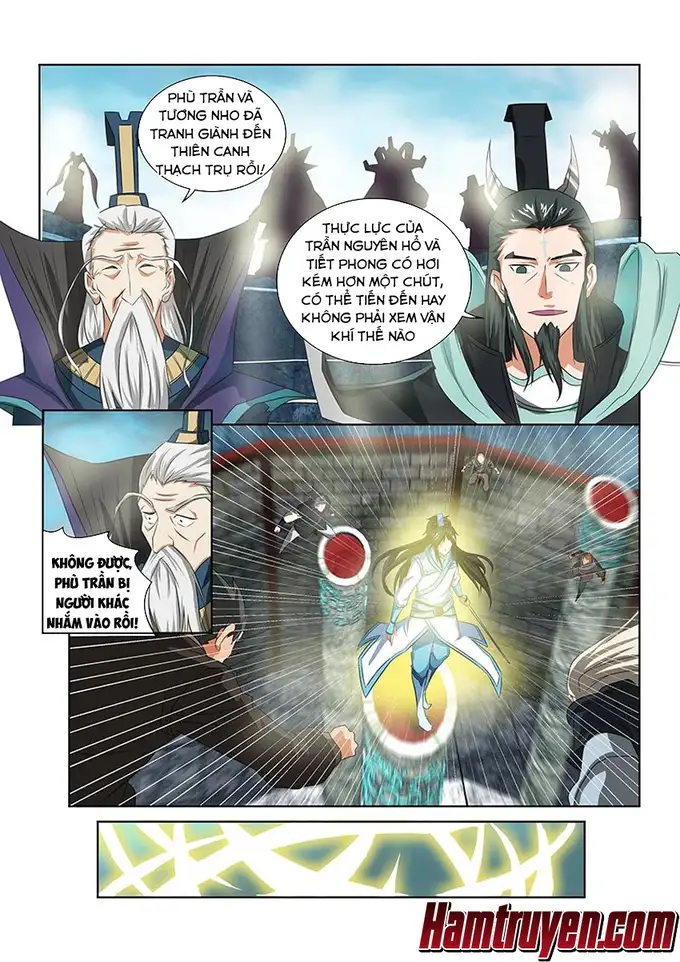 PHÙ TRẦN VÀ
TƯƠNG NHO ĐÃ
TRANH GIÀNH ĐẾN
THIÊN CANH
THẠCH TRỤ RỒI!
THỰC LỰC CỦA
TRẦN NGUYÊN HỔ VÀ
TIẾT PHONG CÓ HƠI
KÉM HƠN MỘT CHÚT,
CÓ THỂ TIẾN ĐẾN HAY
KHÔNG PHẢI XEM VẬN
KHÍ THẾ NÀO
KHÔNG ĐƯỢC,
PHÙ TRẦN BỊ
NGƯỜI KHÁC
NHẮM VÀO RỒI!
Hamtruyen.com